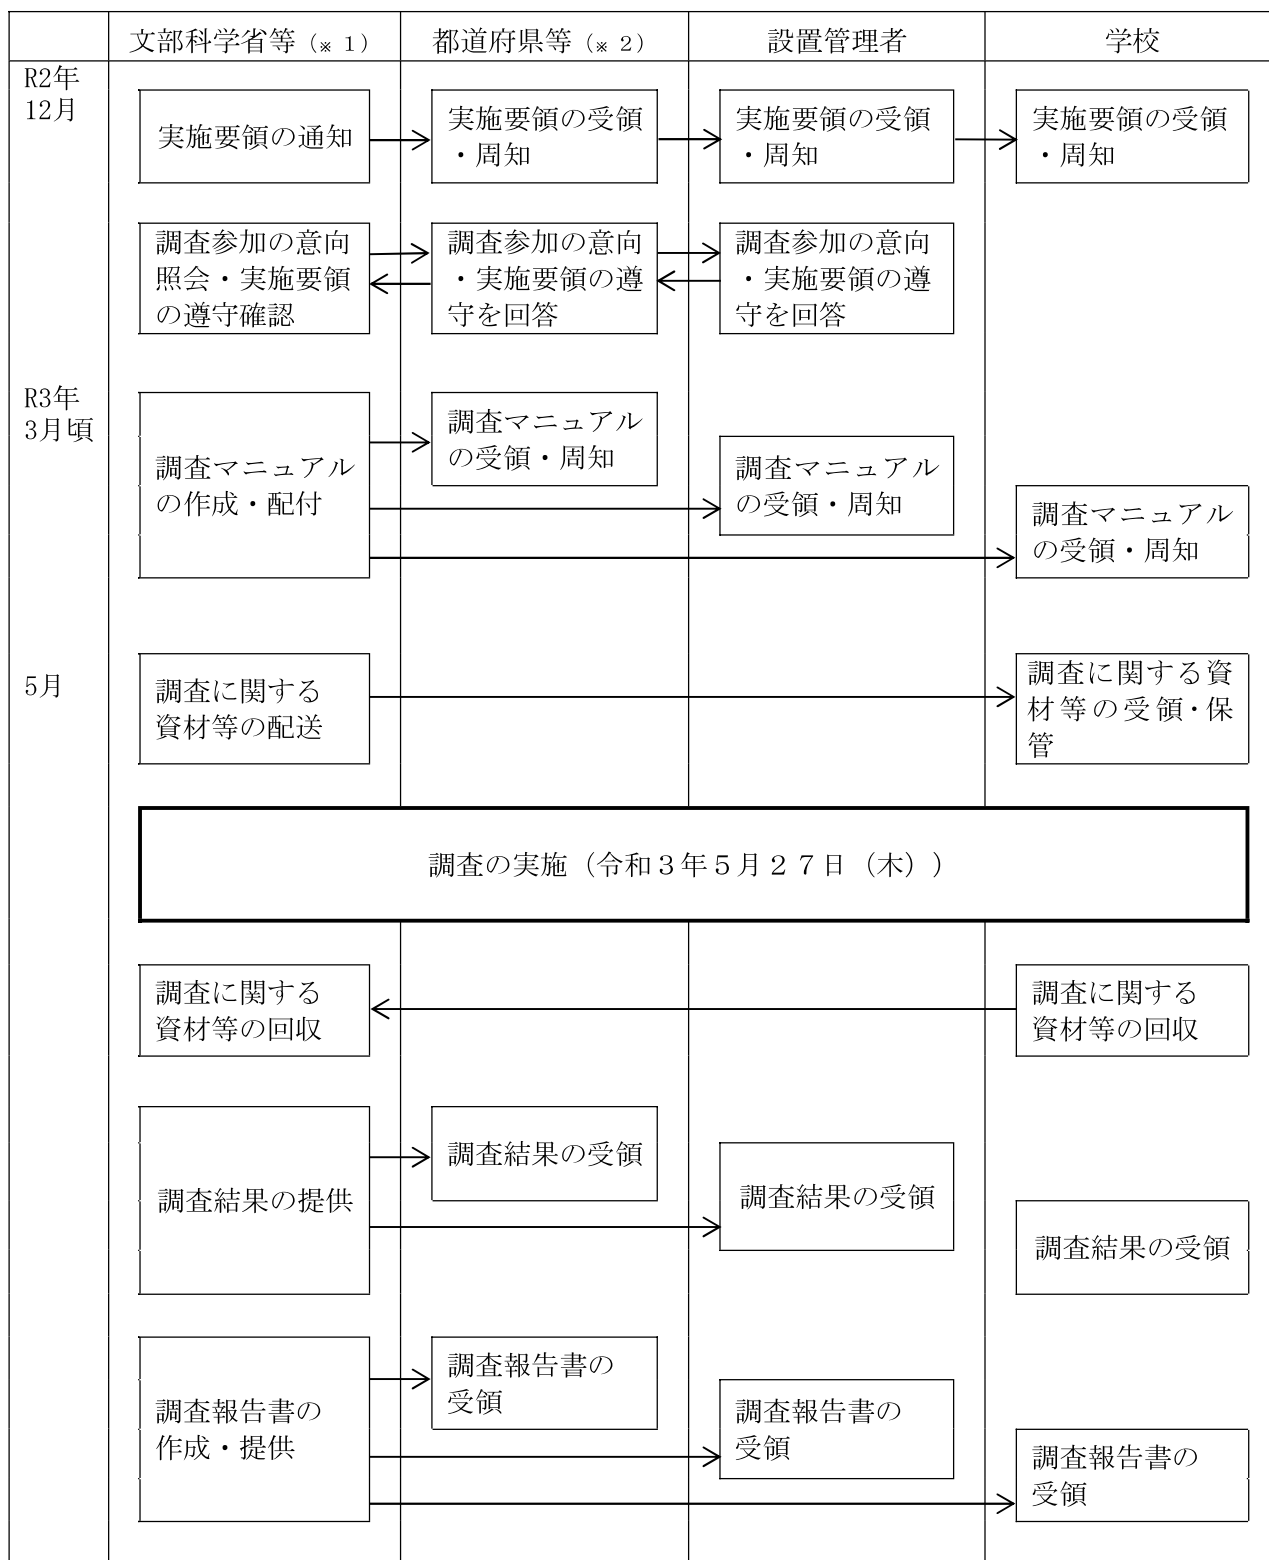 文部科学省等（※１）
都道府県等（※２）
設置管理者
学校
R2年
12月
実施要領の通知
実施要領の受領
・周知
実施要領の受領
・周知
実施要領の受領
・周知
調査参加の意向
照会・実施要領
の遵守確認
調査参加の意向
・実施要領の遵
守を回答
調査参加の意向
・実施要領の遵
守を回答
R3年
3月頃
調査マニュアル
の作成・配付
調査マニュアル
の受領・周知
調査マニュアル
の受領・周知
調査マニュアル
の受領・周知
5月
調査に関する
資材等の配送
調査に関する資
材等の受領・保
管
調査の実施（令和３年５月２７日（木））
調査に関する
資材等の回収
調査に関する
資材等の回収
調査結果の提供
調査結果の受領
調査結果の受領
調査結果の受領
調査報告書の
作成・提供
調査報告書の
受領
調査報告書の
受領
調査報告書の
受領